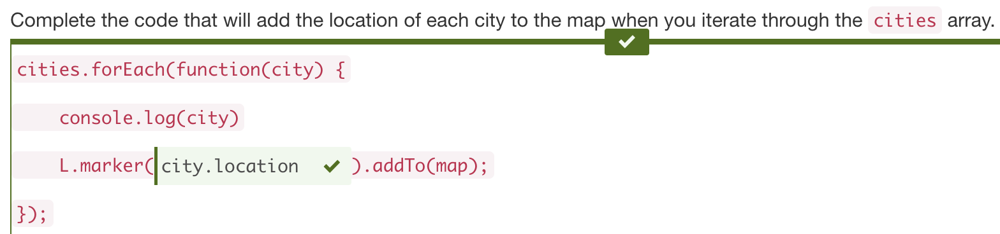 Complete the code that will add the location of each city to the map when you iterate through the cities array.
cities.forEach(function(city) {
    console.log(city)
    L.marker(city.location).addTo(map);
});